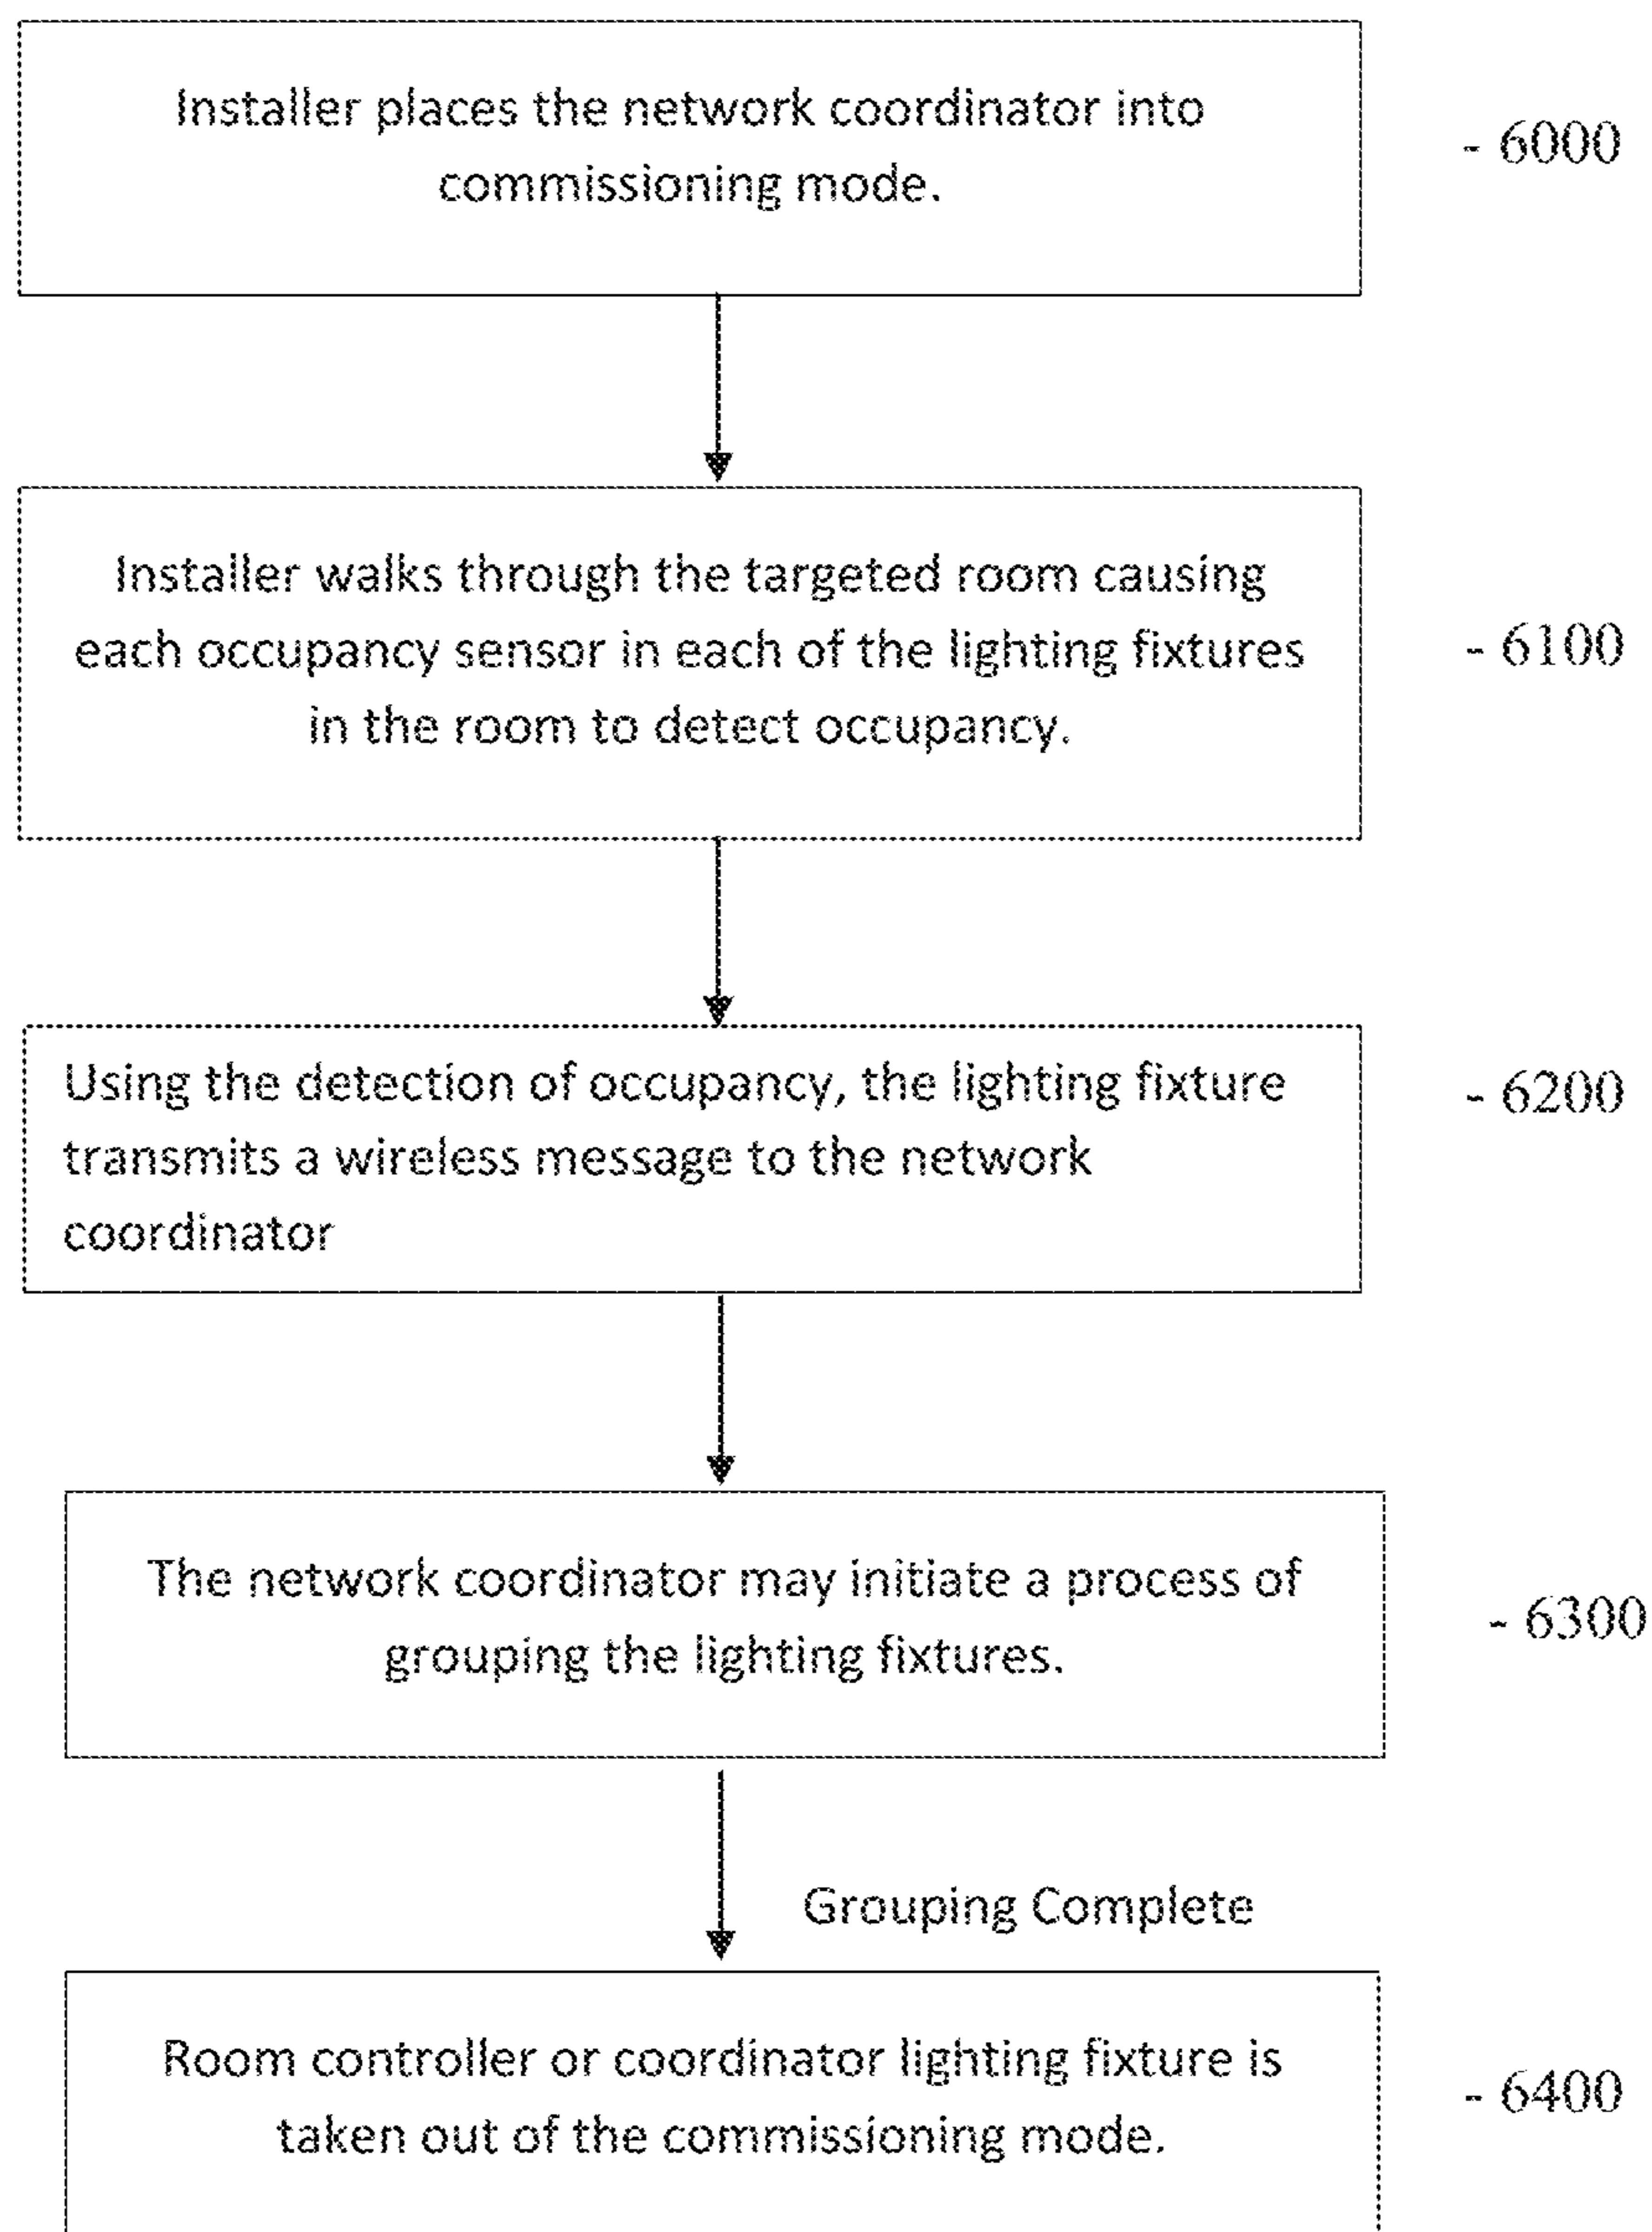 Installer places the network coordinator into
commissioning mode.
- 6000
Installer walks through the targeted room causing
each occupancy sensor in each of the lighting fixtures
in the room to detect occupancy.
- 6100
Using the detection of occupancy, the lighting fixture
transmits a wireless message to the network
coordinator
- 6200
The network coordinator may initiate a process of
grouping the lighting fixtures.
- 6300
Grouping Complete
Room controller or coordinator lighting fixture is
taken out of the commissioning mode.
- 6400